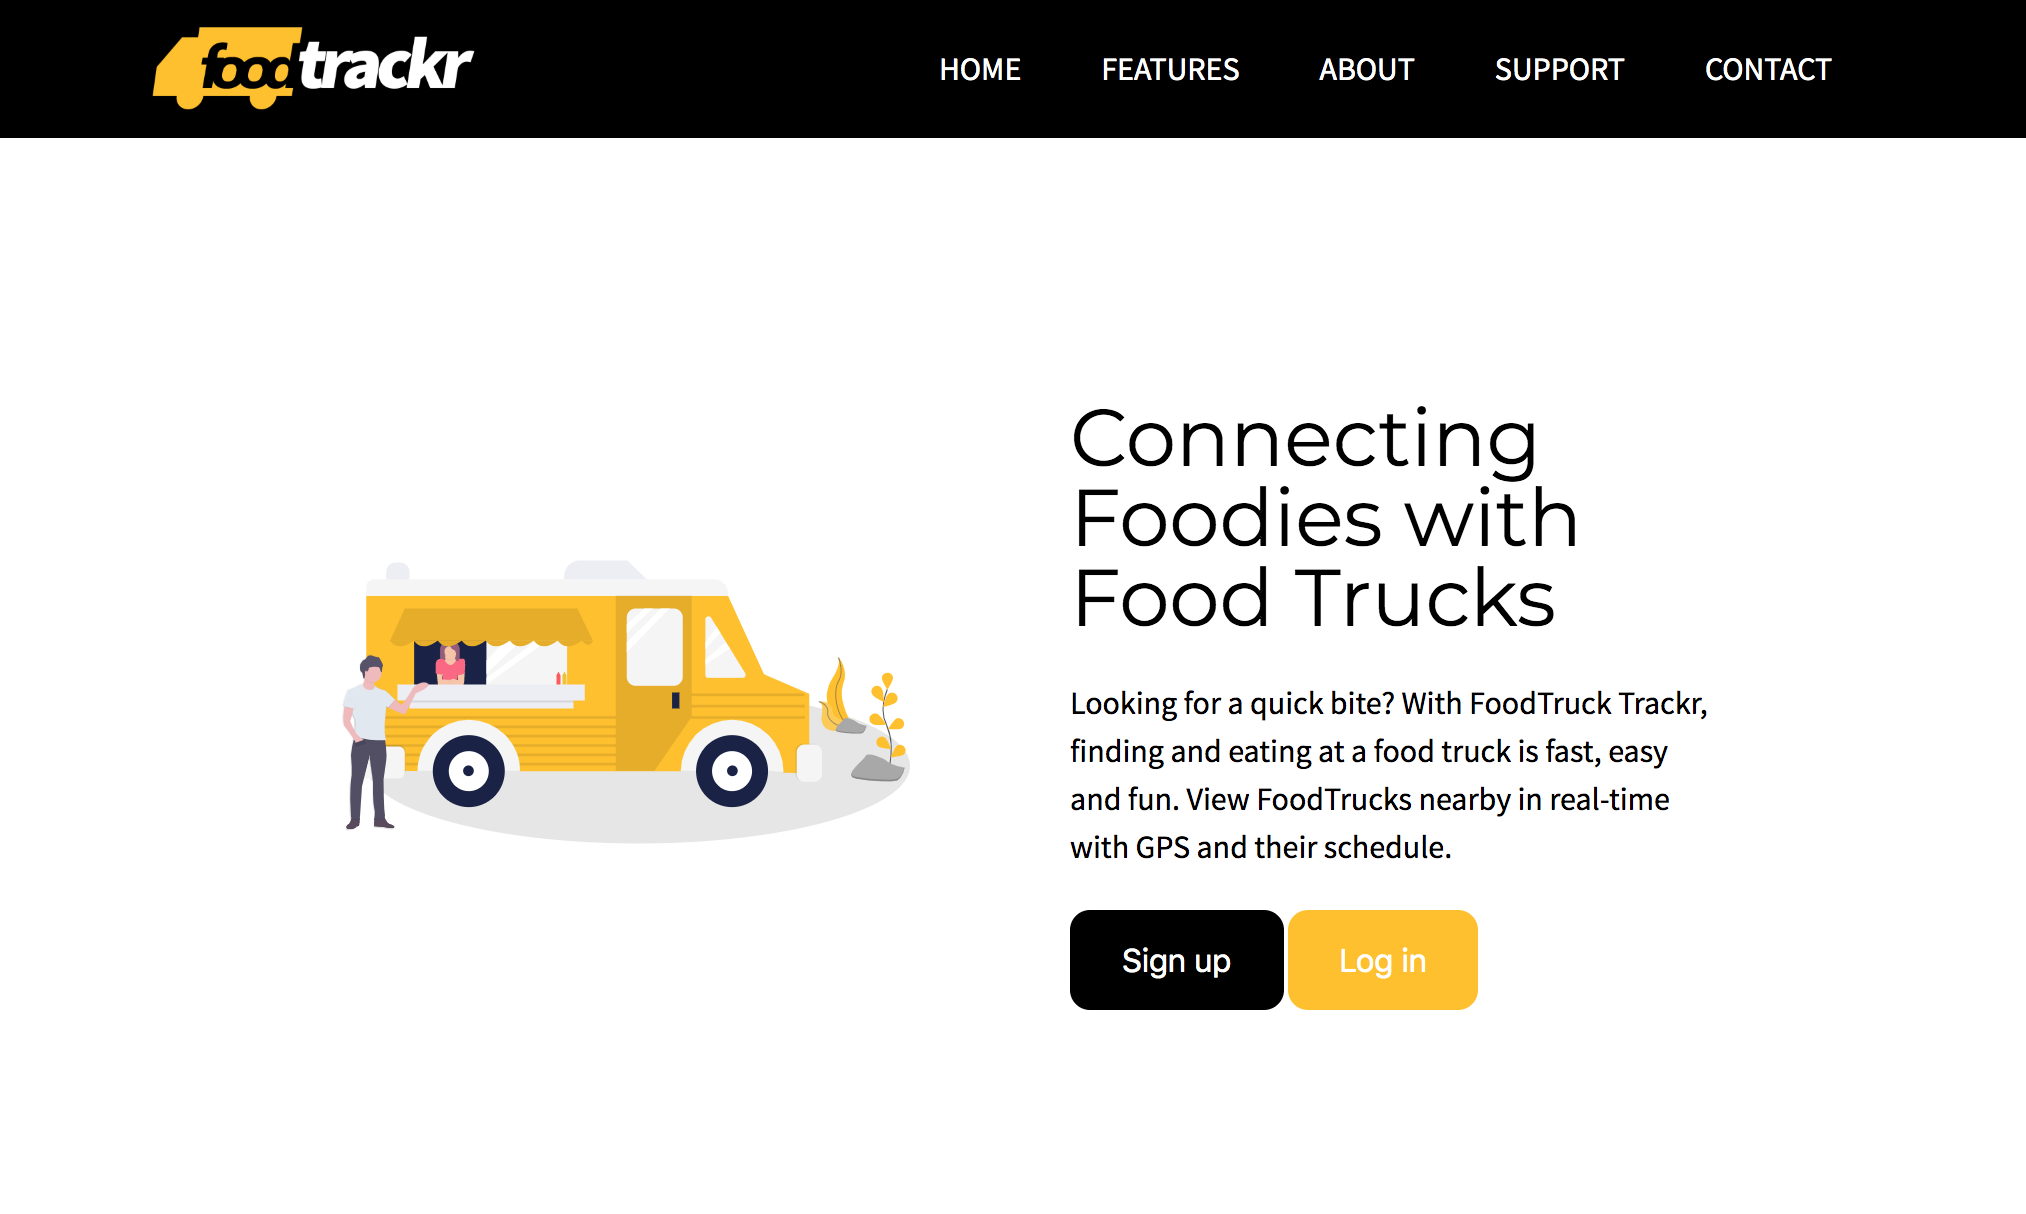 foodtrackr
HOME FEATURES ABOUT SUPPORT CONTACT
Connecting
Foodies with
Food Trucks
Looking for a quick bite? With FoodTruck Trackr,
finding and eating at a food truck is fast, easy
and fun. View FoodTrucks nearby in real-time
with GPS and their schedule.
Sign up Log in